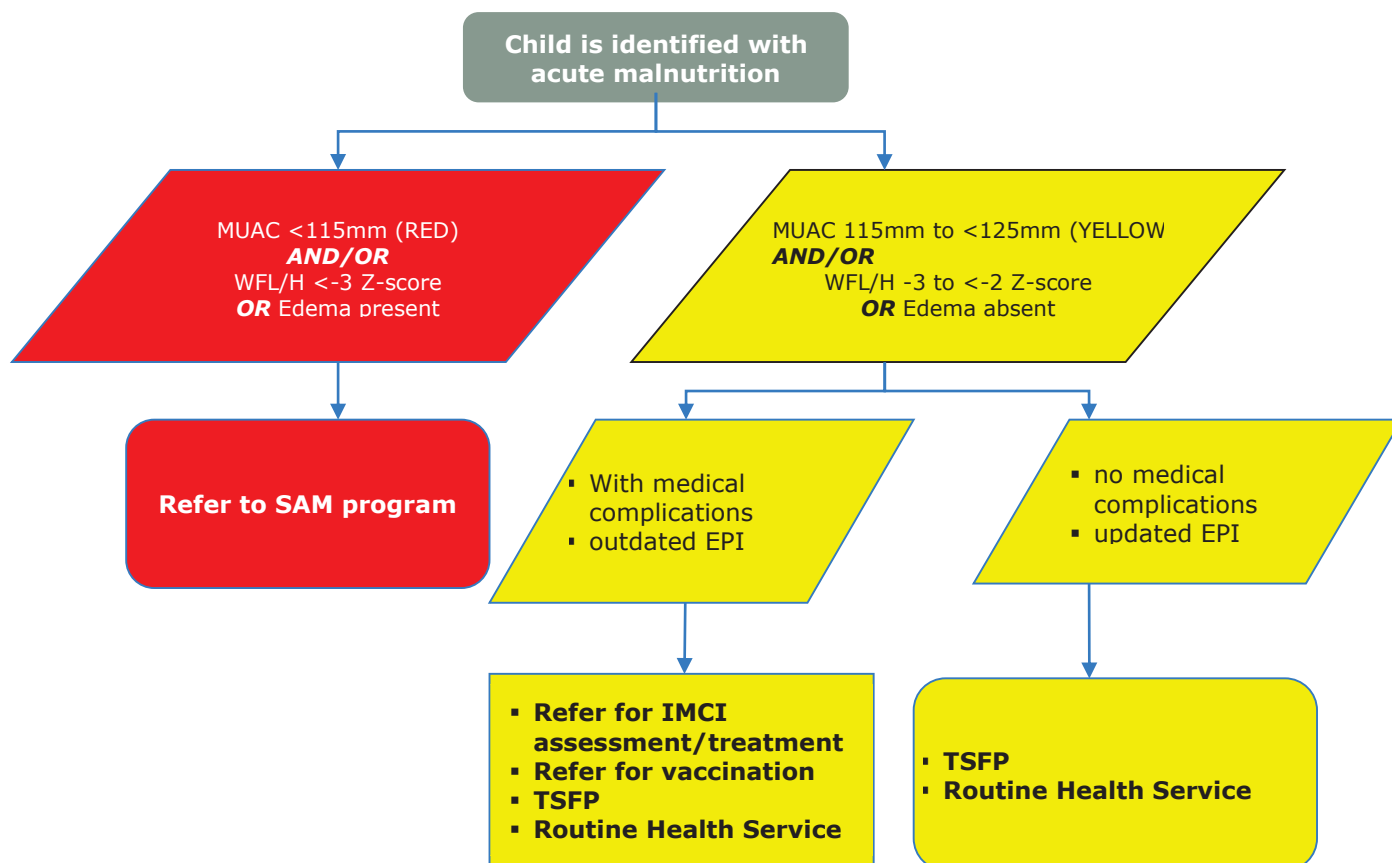 Child is identified with
acute malnutrition
MUAC <115mm (RED)
AND/OR
WFL/H <-3 Z-score
OR Edema present
MUAC 115mm to <125mm (YELLOW
AND/OR
WFL/H -3 to <-2 Z-score
OR Edema absent
Refer to SAM program
▪ With medical
complications
▪ outdated EPI
▪ no medical
complications
▪ updated EPI
▪ Refer for IMCI
assessment/treatment
▪ Refer for vaccination
▪ TSFP
▪ Routine Health Service
▪ TSFP
▪ Routine Health Service